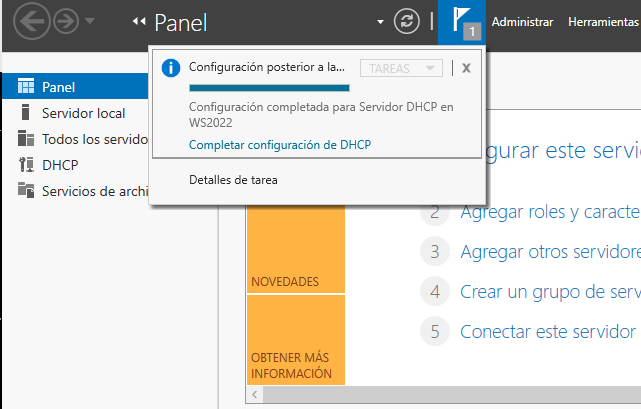 Panel
1
Administrar
Herramientas
Configuración posterior a la...
TAREAS
Configuración completada para Servidor DHCP en
WS2022
Completar configuración de DHCP
Detalles de tarea
Panel
Servidor local
Todos los servido
DHCP
Servicios de archi
gurar este servi
2 Agregar roles y caracte
3 Agregar otros servidore
4 Crear un grupo de serv
5 Conectar este servidor
NOVEDADES
OBTENER MÁS
INFORMACIÓN